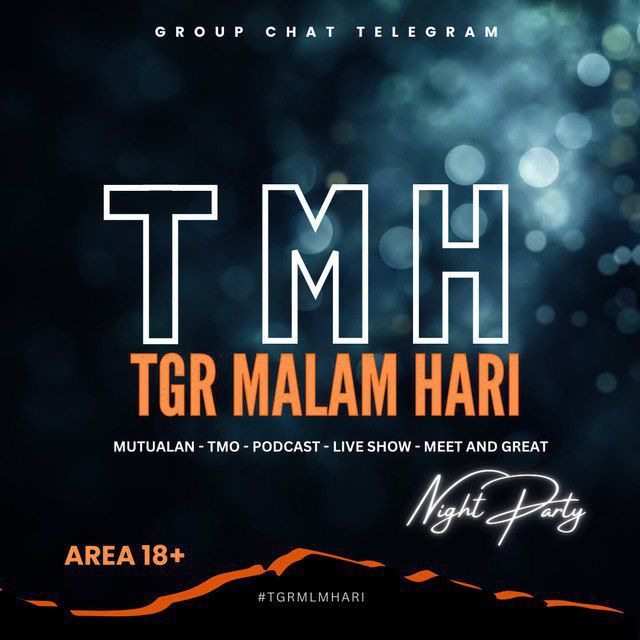 GROUP CHAT TELEGRAM
TMH
TGR MALAM HARI
MUTUALAN - TMO - PODCAST - LIVE SHOW - MEET AND GREAT
Night Party
AREA 18+
#TGRMLMHARI